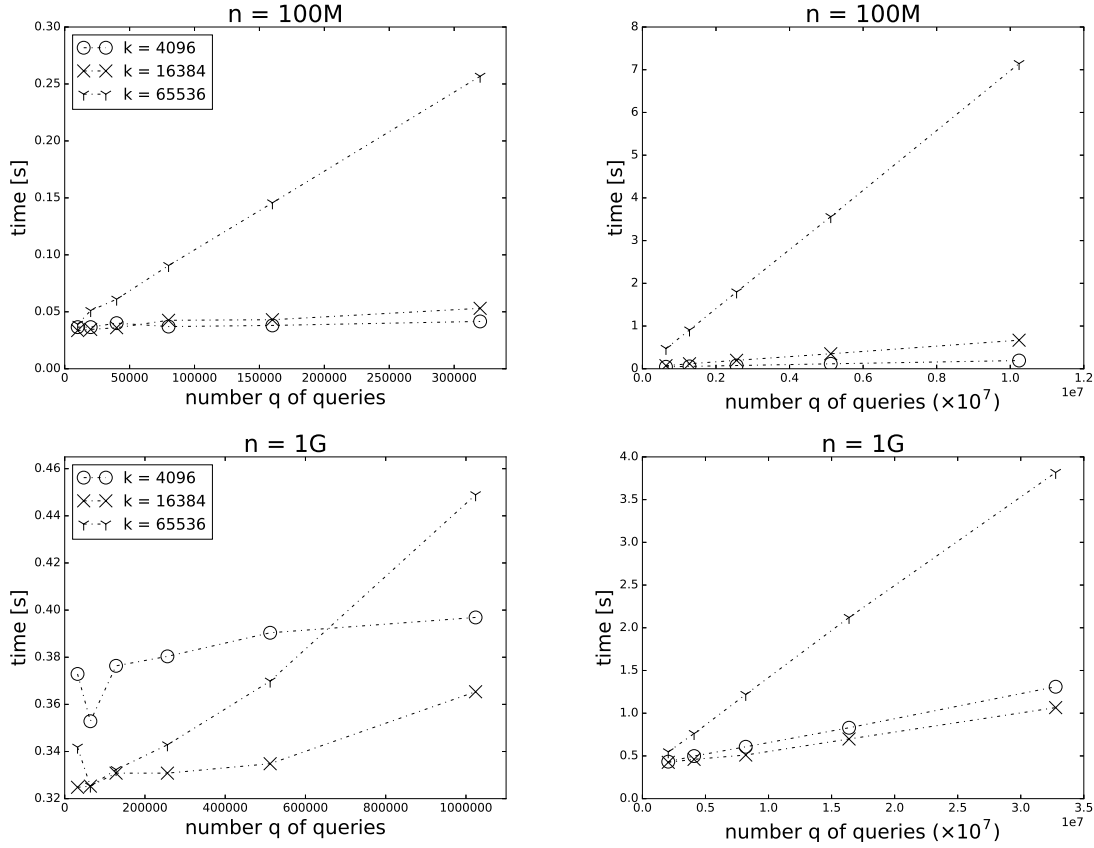 n = 100M
0.30
0.25
0.20
0.15
0.10
0.05
0.00
time [s]
k = 4096
k = 16384
k = 65536
0 50000 100000 150000 200000 250000 300000
number q of queries
n = 100M
8
7
6
5
4
3
2
1
0
time [s]
0.0 0.2 0.4 0.6 0.8 1.0 1.2
1e7
number q of queries (×10⁷)
n = 1G
0.46
0.44
0.42
0.40
0.38
0.36
0.34
0.32
time [s]
k = 4096
k = 16384
k = 65536
0 200000 400000 600000 800000 1000000
number q of queries
n = 1G
4.0
3.5
3.0
2.5
2.0
1.5
1.0
0.5
0.0
time [s]
0.0 0.5 1.0 1.5 2.0 2.5 3.0 3.5
1e7
number q of queries (×10⁷)